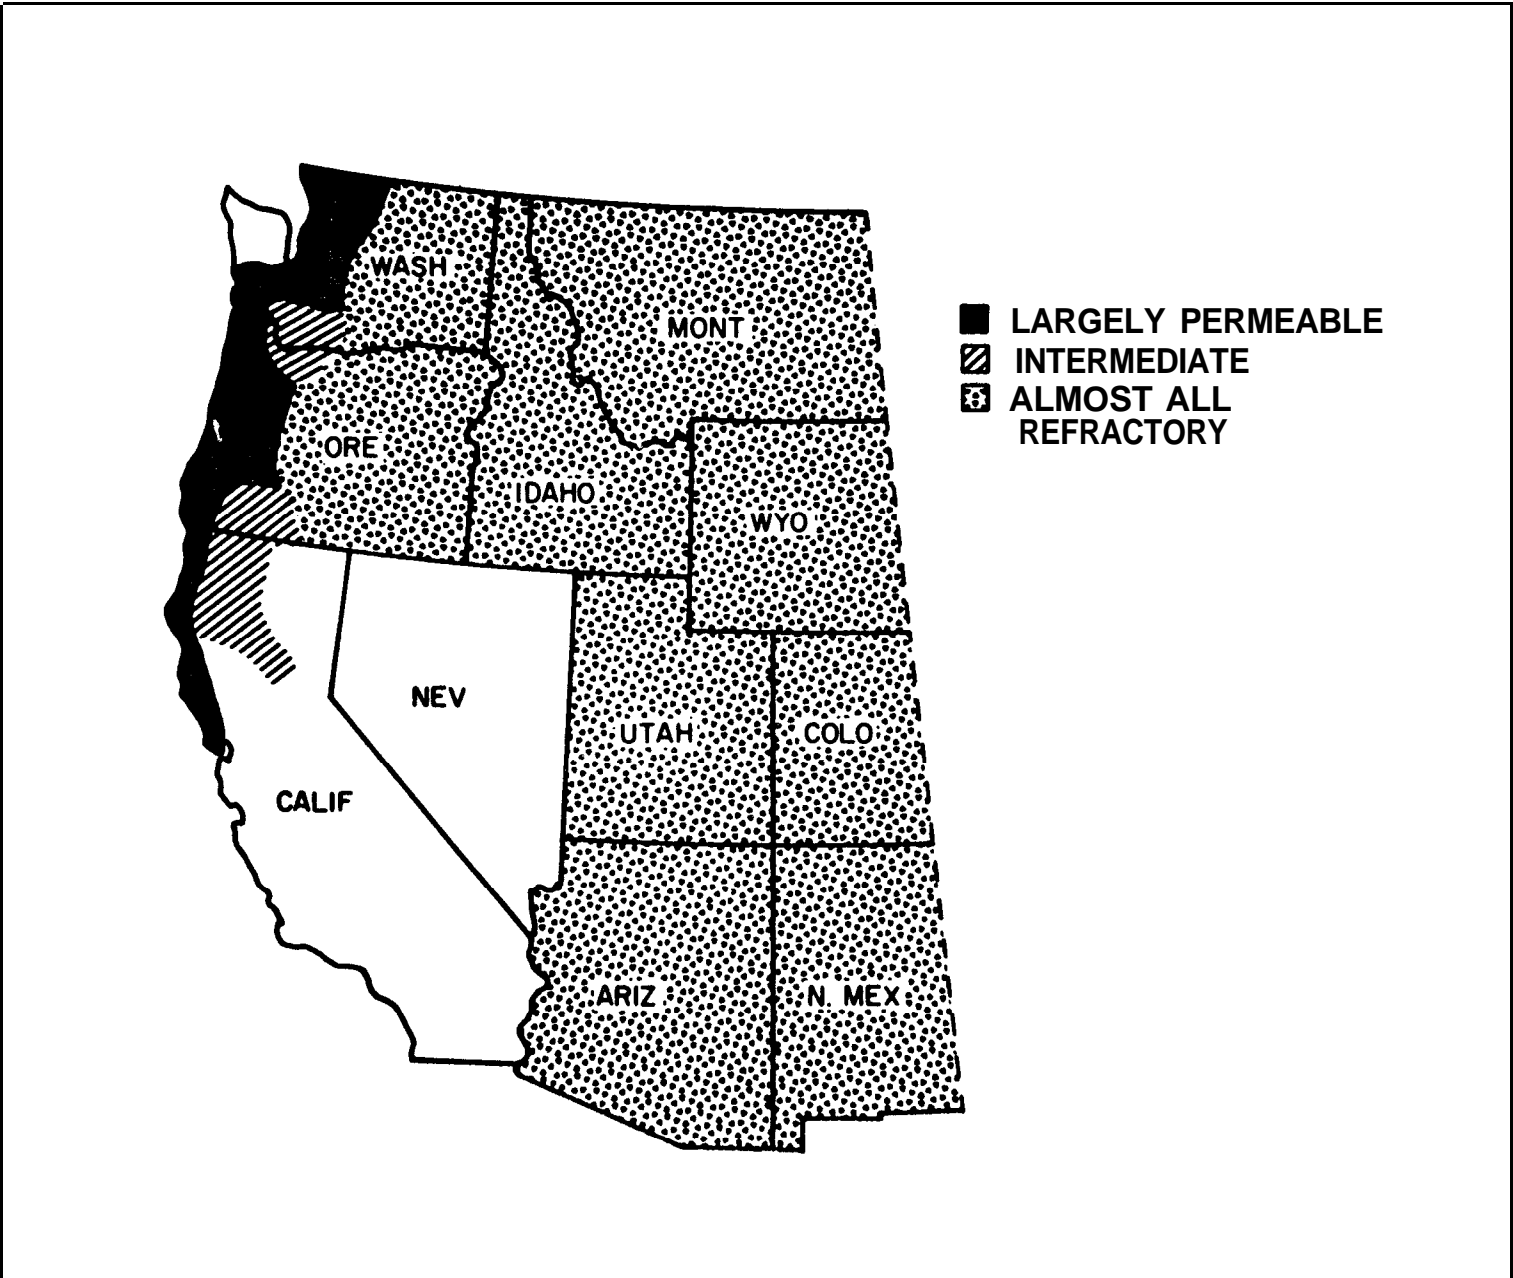 WASH
MONT
LARGELY PERMEABLE
INTERMEDIATE
ALMOST ALL
REFRACTORY
ORE
IDAHO
WYO
NEV
UTAH
COLO
CALIF
ARIZ
N. MEX